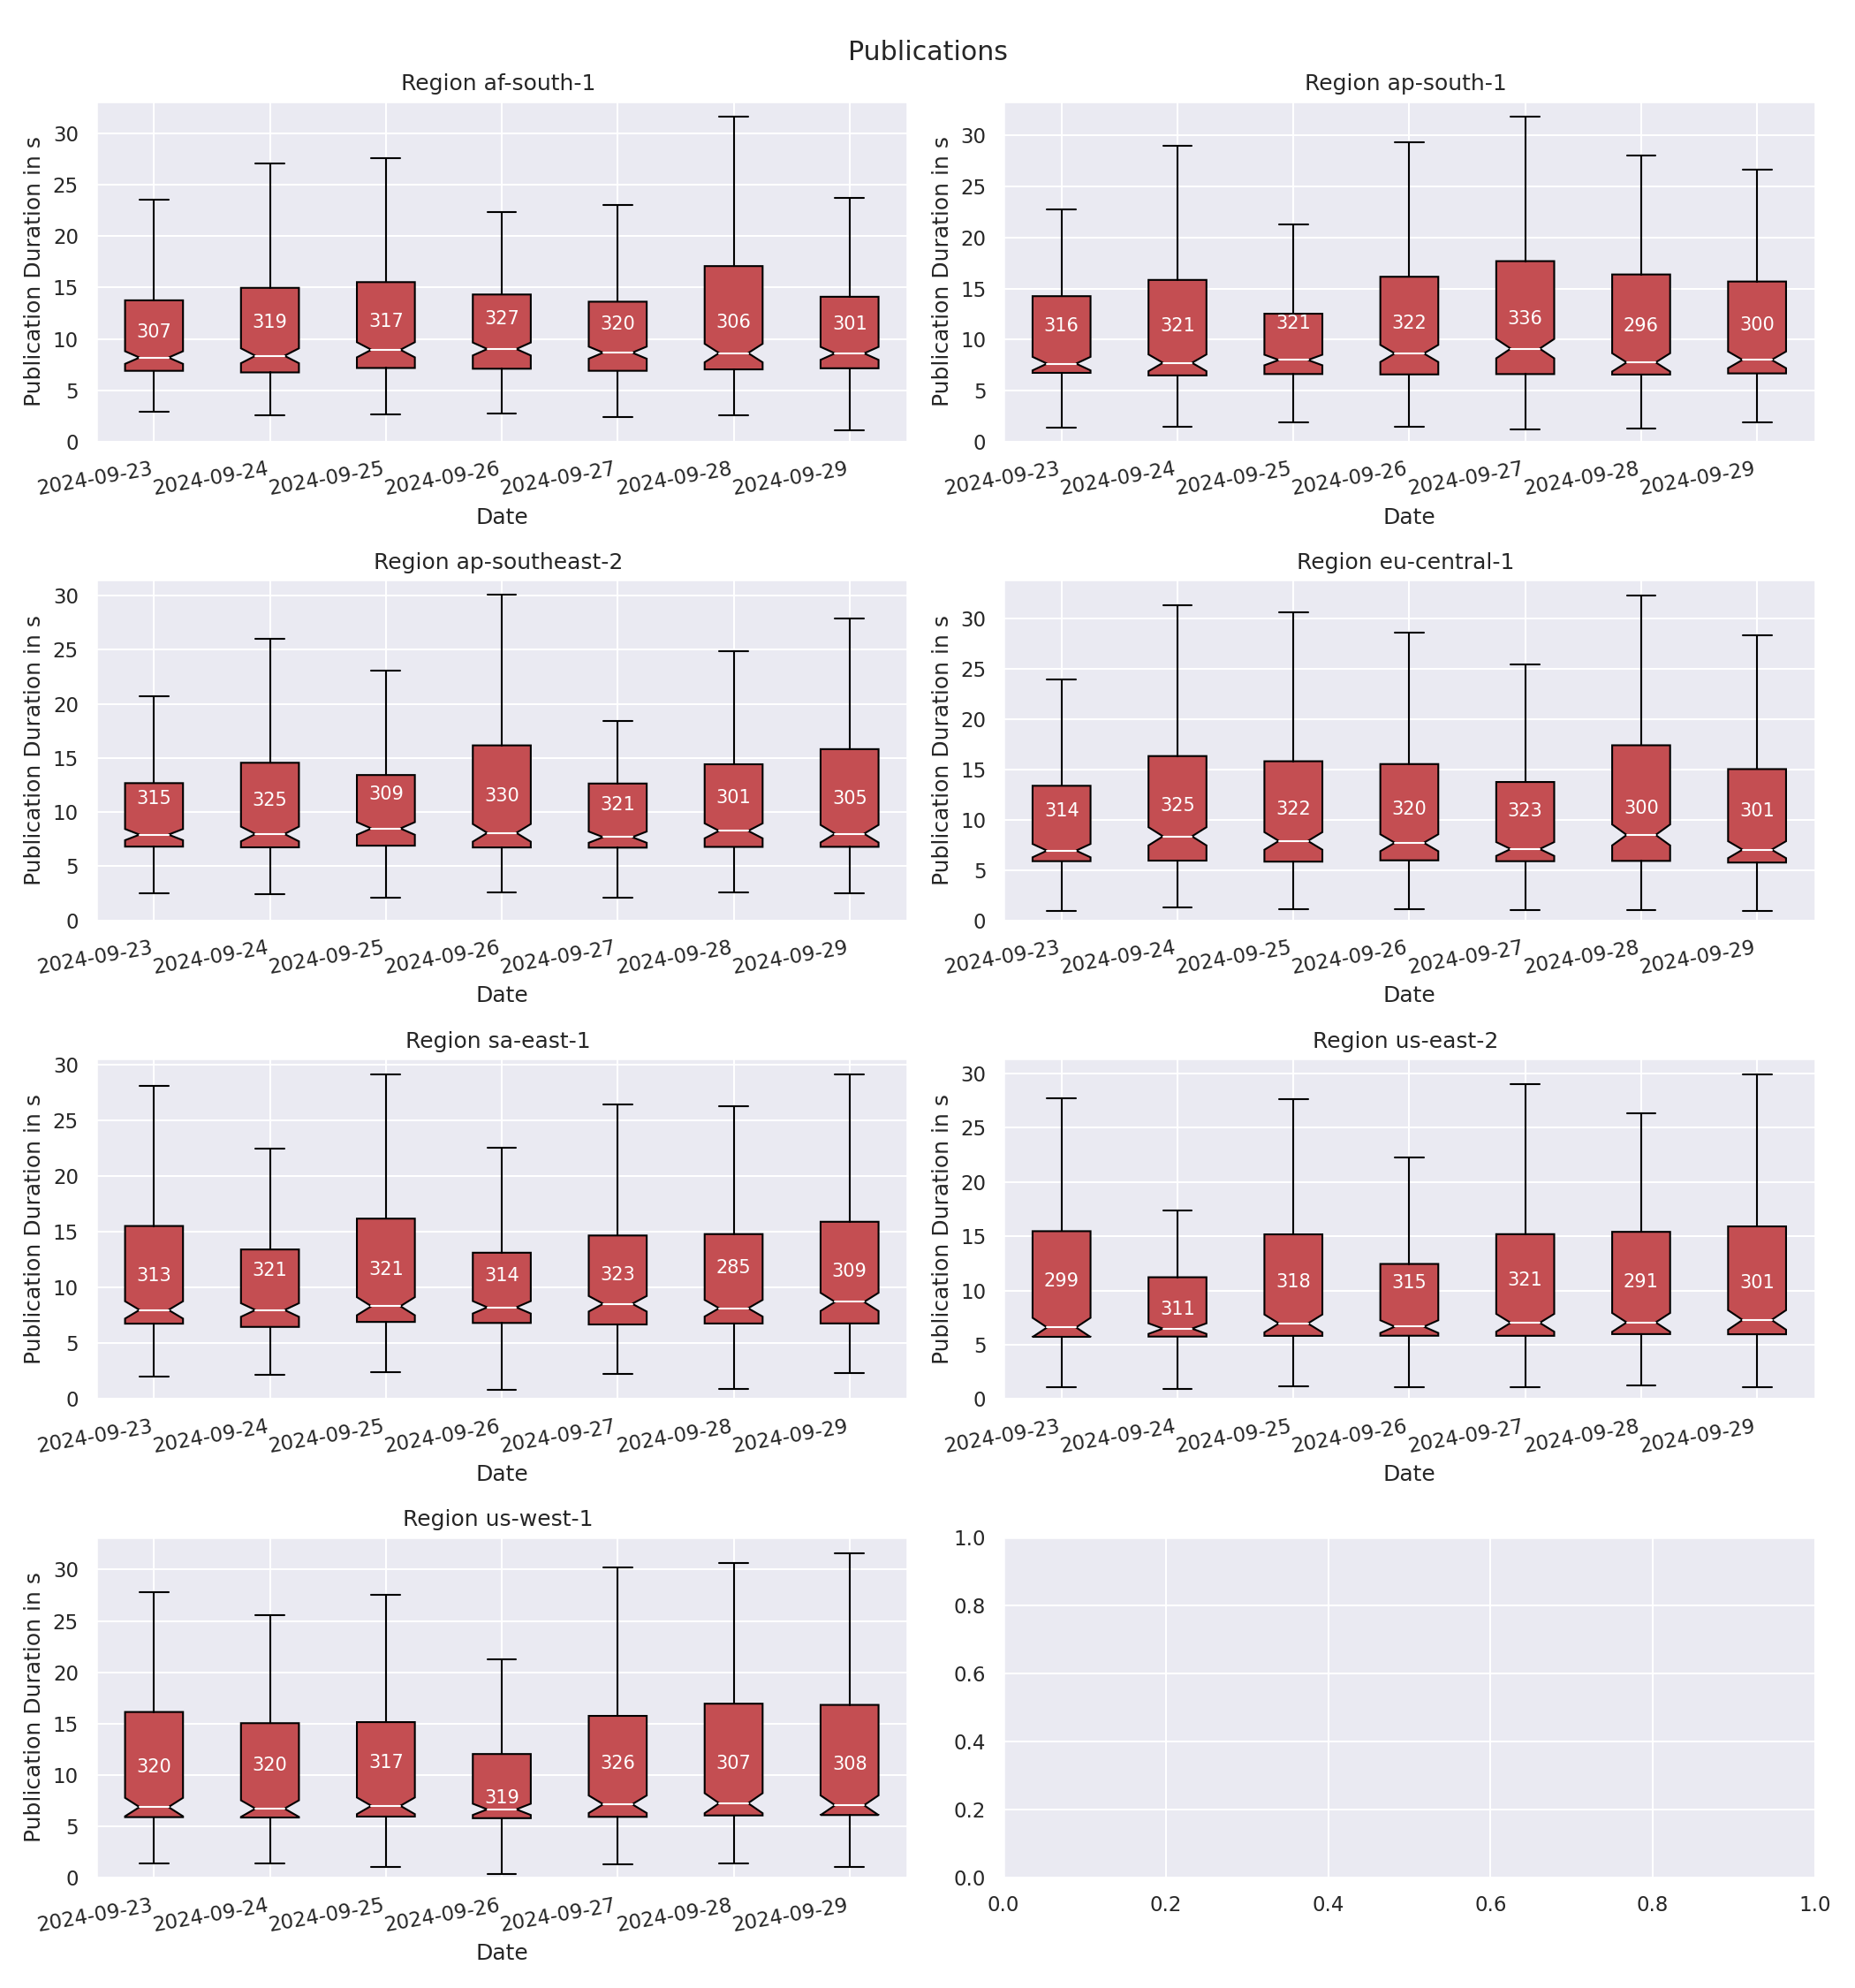 Publications
Region af-south-1
Publication Duration in s
30
25
20
15
10
5
0
307 319 317 327 320 306 301
2024-09-23 2024-09-24 2024-09-25 2024-09-26 2024-09-27 2024-09-28 2024-09-29
Date
Region ap-south-1
Publication Duration in s
30
25
20
15
10
5
0
316 321 321 322 336 296 300
2024-09-23 2024-09-24 2024-09-25 2024-09-26 2024-09-27 2024-09-28 2024-09-29
Date
Region ap-southeast-2
Publication Duration in s
30
25
20
15
10
5
0
315 325 309 330 321 301 305
2024-09-23 2024-09-24 2024-09-25 2024-09-26 2024-09-27 2024-09-28 2024-09-29
Date
Region eu-central-1
Publication Duration in s
30
25
20
15
10
5
0
314 325 322 320 323 300 301
2024-09-23 2024-09-24 2024-09-25 2024-09-26 2024-09-27 2024-09-28 2024-09-29
Date
Region sa-east-1
Publication Duration in s
30
25
20
15
10
5
0
313 321 321 314 323 285 309
2024-09-23 2024-09-24 2024-09-25 2024-09-26 2024-09-27 2024-09-28 2024-09-29
Date
Region us-east-2
Publication Duration in s
30
25
20
15
10
5
0
299 311 318 315 321 291 301
2024-09-23 2024-09-24 2024-09-25 2024-09-26 2024-09-27 2024-09-28 2024-09-29
Date
Region us-west-1
Publication Duration in s
30
25
20
15
10
5
0
320 320 317 319 326 307 308
2024-09-23 2024-09-24 2024-09-25 2024-09-26 2024-09-27 2024-09-28 2024-09-29
Date
1.0
0.8
0.6
0.4
0.2
0.0
0.0 0.2 0.4 0.6 0.8 1.0